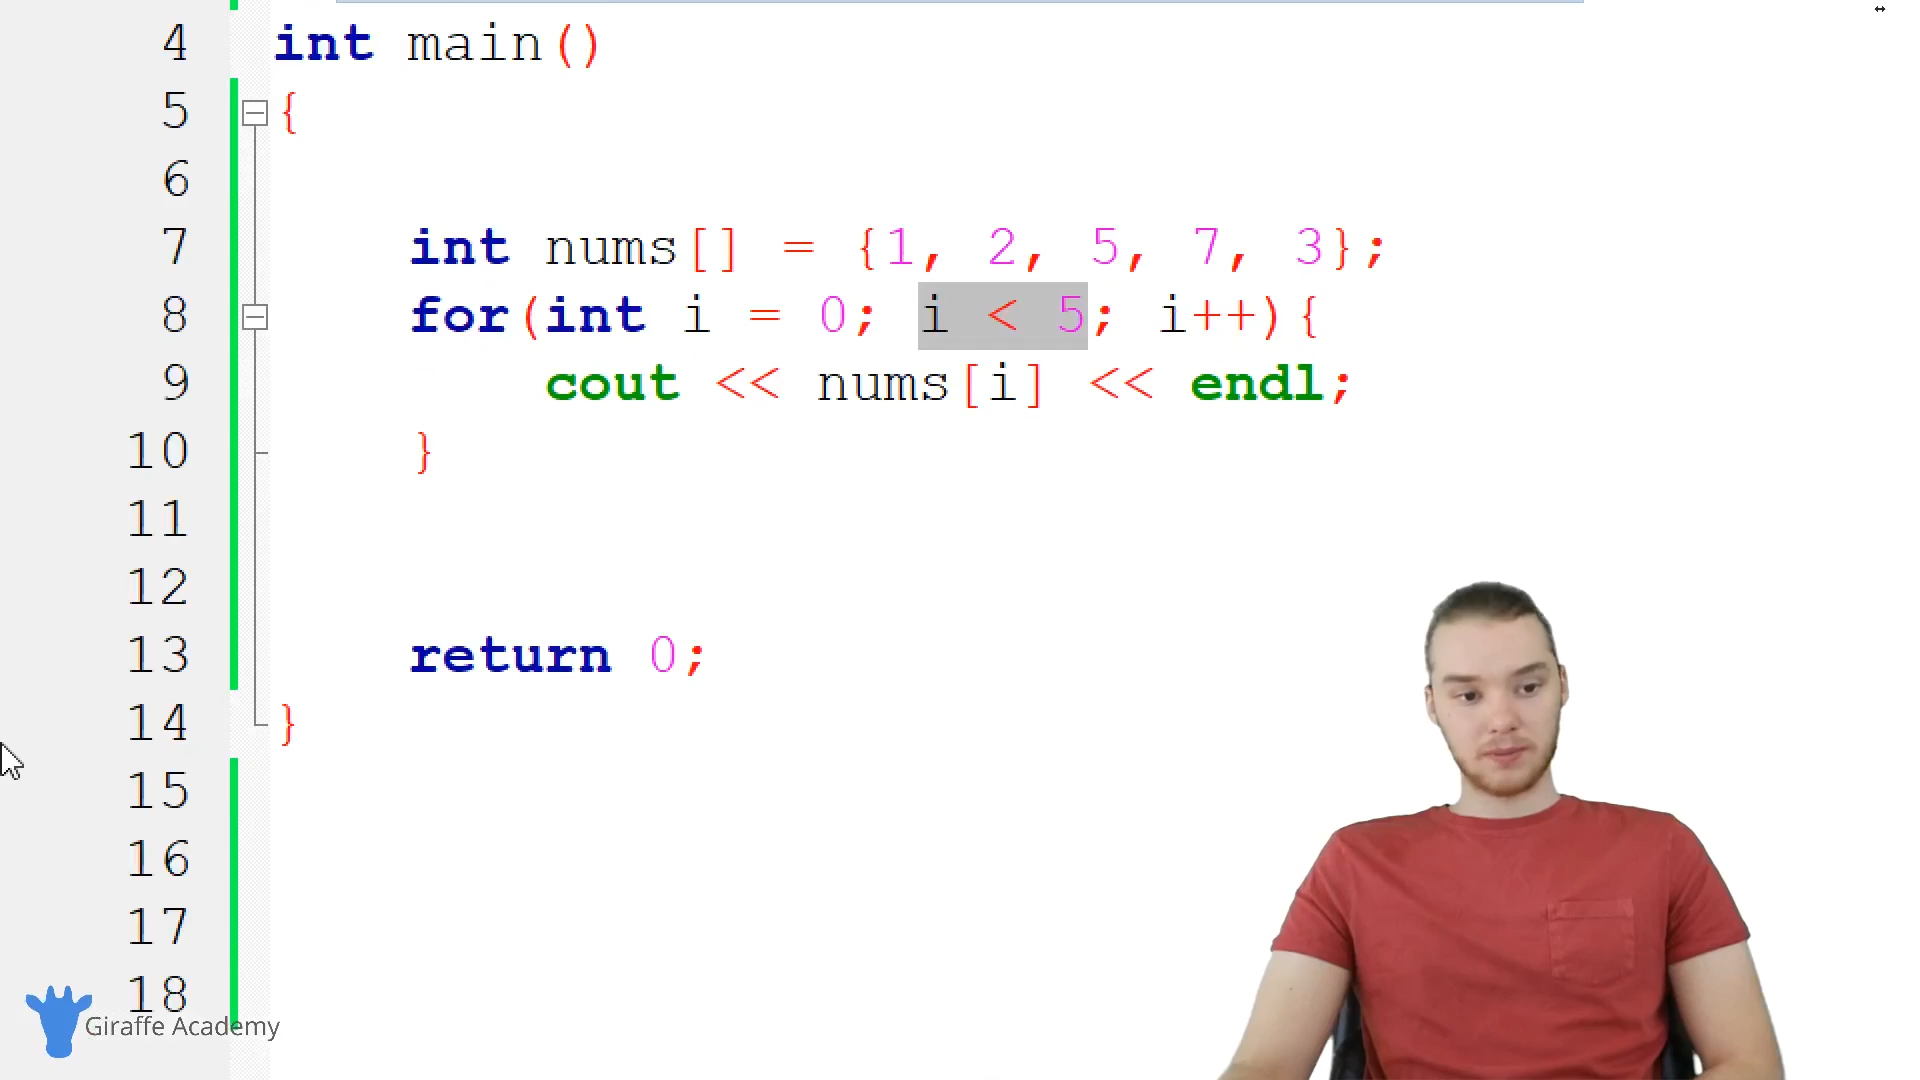 4 int main()
5 {
6
7 int nums[] = {1, 2, 5, 7, 3};
8 for(int i = 0; i < 5; i++){
9 cout << nums[i] << endl;
10 }
11
12
13 return 0;
14 }
15
16
17
18
Giraffe Academy